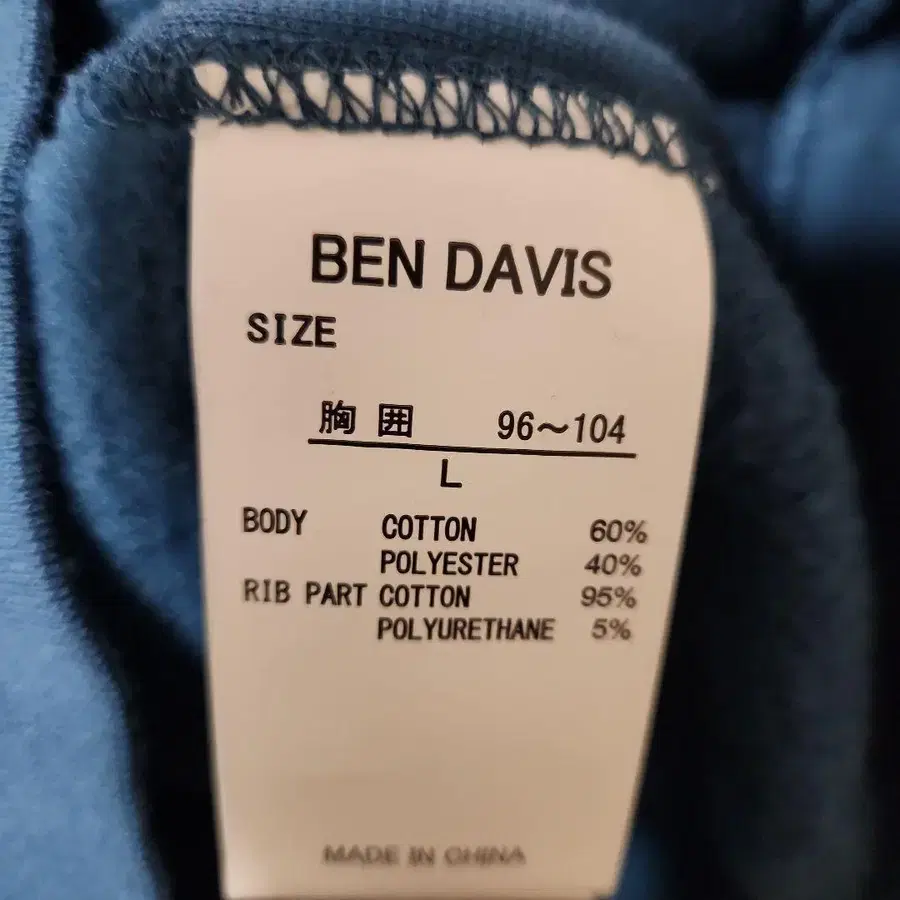 BEN DAVIS
SIZE
胸 囲 96～104
L
BODY COTTON 60%
POLYESTER 40%
RIB PART COTTON 95%
POLYURETHANE 5%
MADE IN CHINA